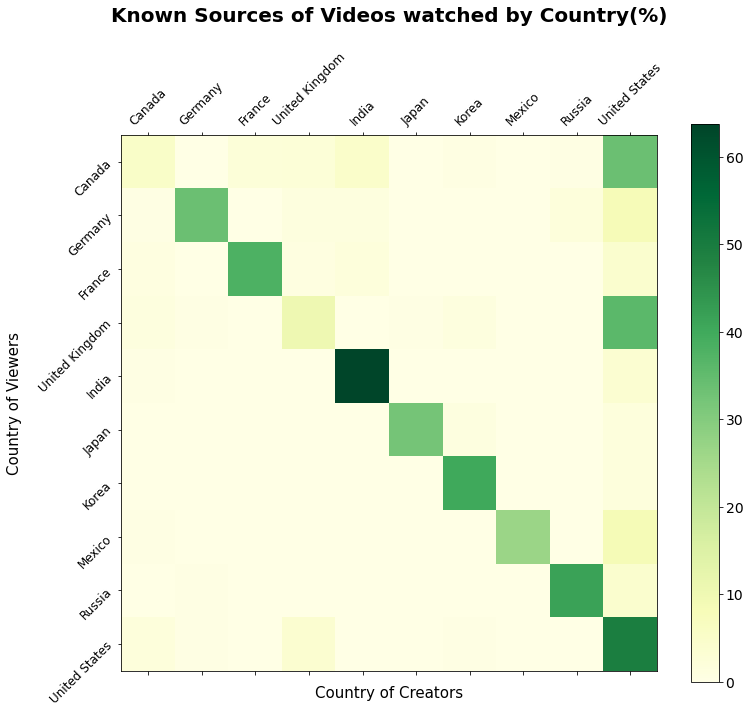 Known Sources of Videos watched by Country(%)
Canada
Germany
France
United Kingdom
India
Japan
Korea
Mexico
Russia
United States
Canada
Germany
France
United Kingdom
India
Japan
Korea
Mexico
Russia
United States
Country of Viewers
Country of Creators
60
50
40
30
20
10
0